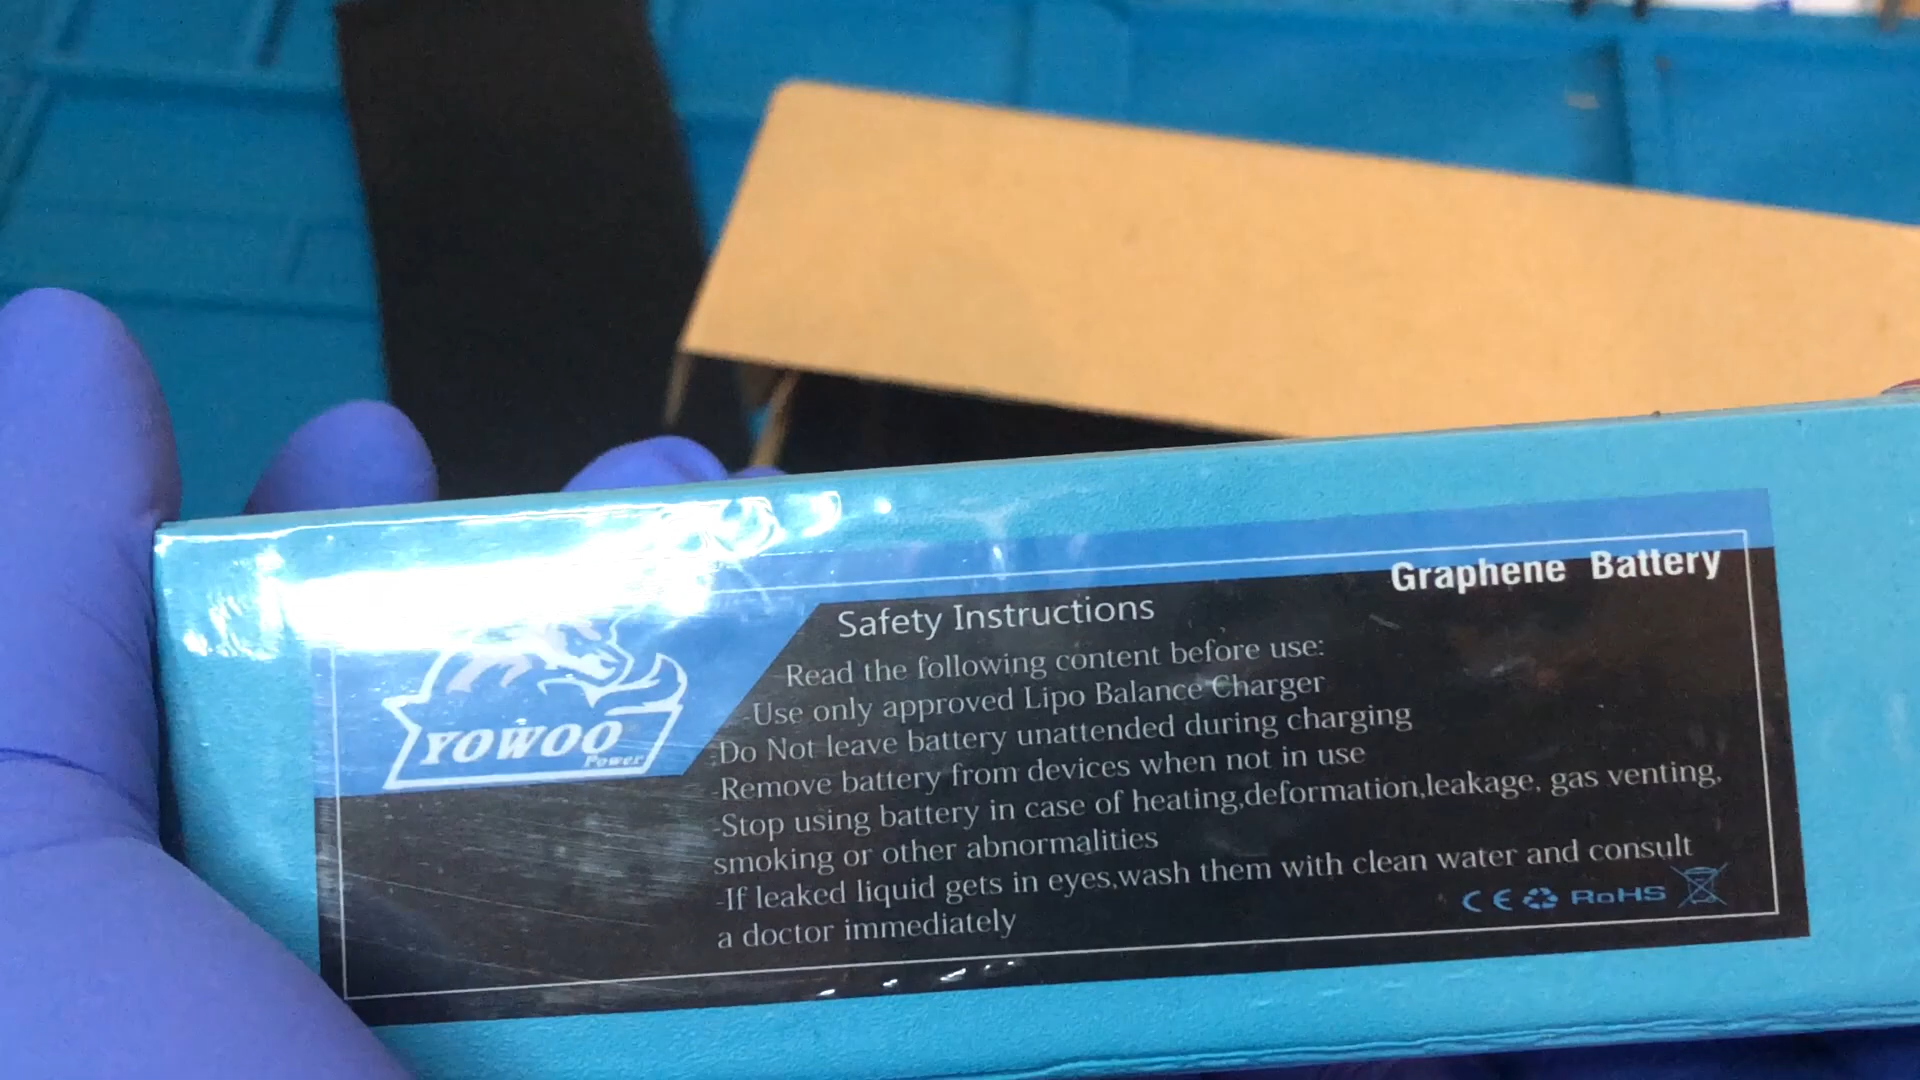 Graphene Battery
Safety Instructions
Read the following content before use:
-Use only approved Lipo Balance Charger
-Do Not leave battery unattended during charging
-Remove battery from devices when not in use
-Stop using battery in case of heating,deformation,leakage, gas venting,
smoking or other abnormalities
-If leaked liquid gets in eyes,wash them with clean water and consult
a doctor immediately
YOWOO
Power
CE RoHS